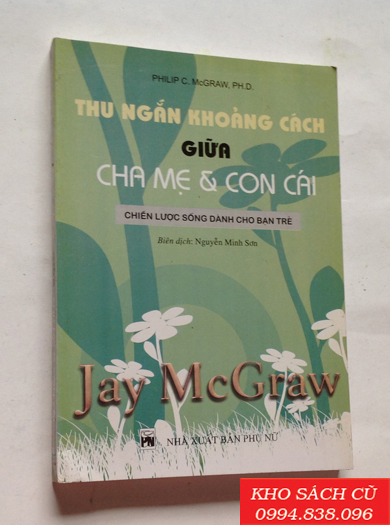 PHILIP C. McGRAW, PH.D.
THU NGẮN KHOẢNG CÁCH
GIỮA
CHA MẸ & CON CÁI
CHIẾN LƯỢC SỐNG DÀNH CHO BẠN TRẺ
Biên dịch: Nguyễn Minh Sơn
Jay McGraw
PN
NHÀ XUẤT BẢN PHỤ NỮ
KHO SÁCH CŨ
0994.838.096